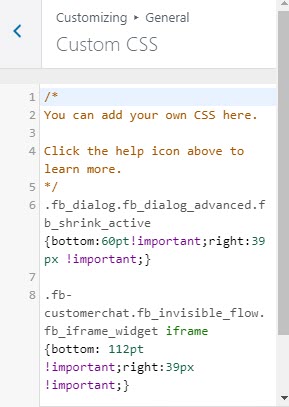 Customizing ▸ General
Custom CSS
1 /*
2 You can add your own CSS here.
3
4 Click the help icon above to
learn more.
5 */
6 .fb_dialog.fb_dialog_advanced.f
b_shrink_active
{bottom:60pt!important;right:39
px !important;}
7
8 .fb-
customerchat.fb_invisible_flow.
fb_iframe_widget iframe
{bottom: 112pt
!important;right:39px
!important;}